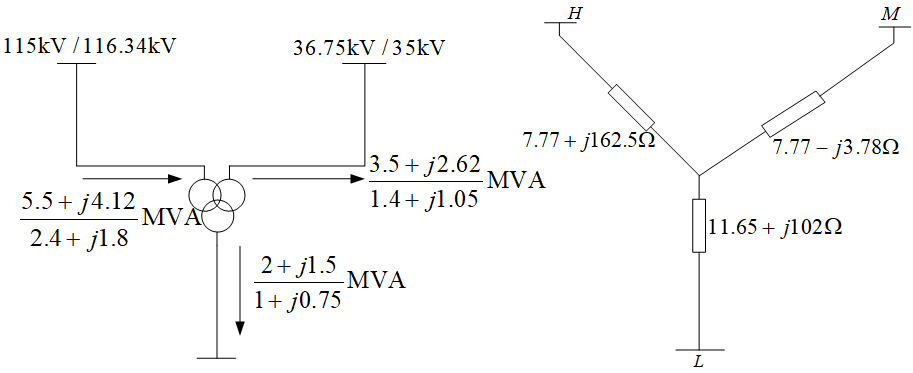 115kV / 116.34kV
36.75kV / 35kV
5.5 + j4.12
2.4 + j1.8
MVA
3.5 + j2.62
1.4 + j1.05
MVA
2 + j1.5
1 + j0.75
MVA
H
M
7.77 + j162.5Ω
7.77 − j3.78Ω
11.65 + j102Ω
L